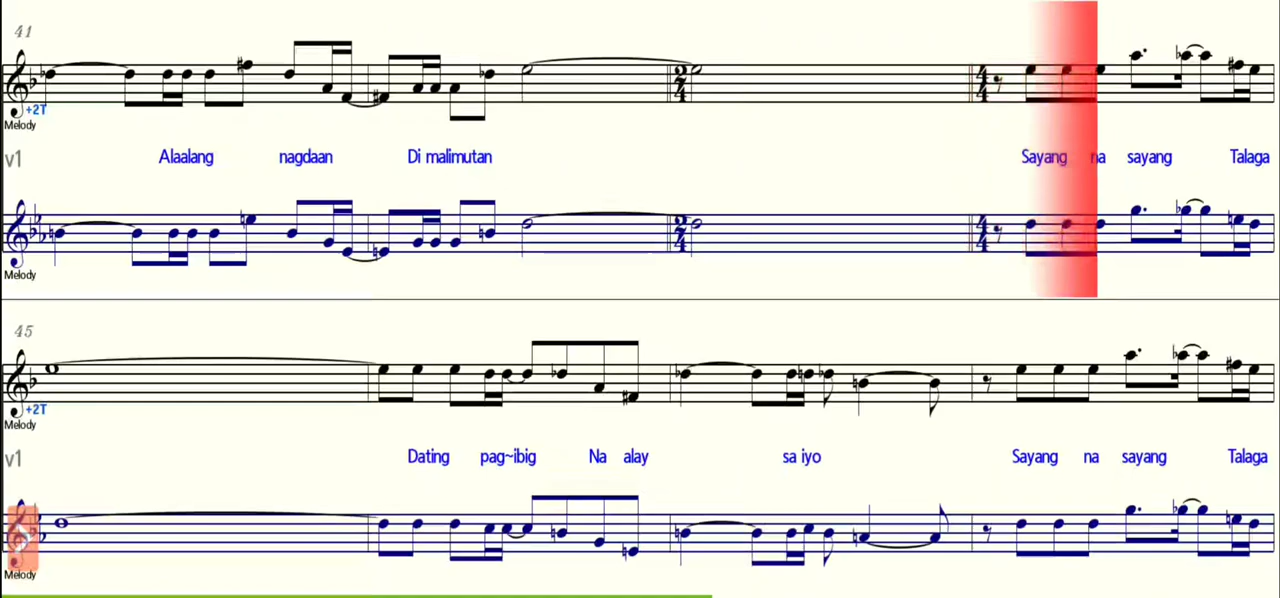 41
+2T
Melody
v1 Alaalang nagdaan Di malimutan Sayang na sayang Talaga
Melody
45
+2T
Melody
v1 Dating pag~ibig Na alay sa iyo Sayang na sayang Talaga
Melody